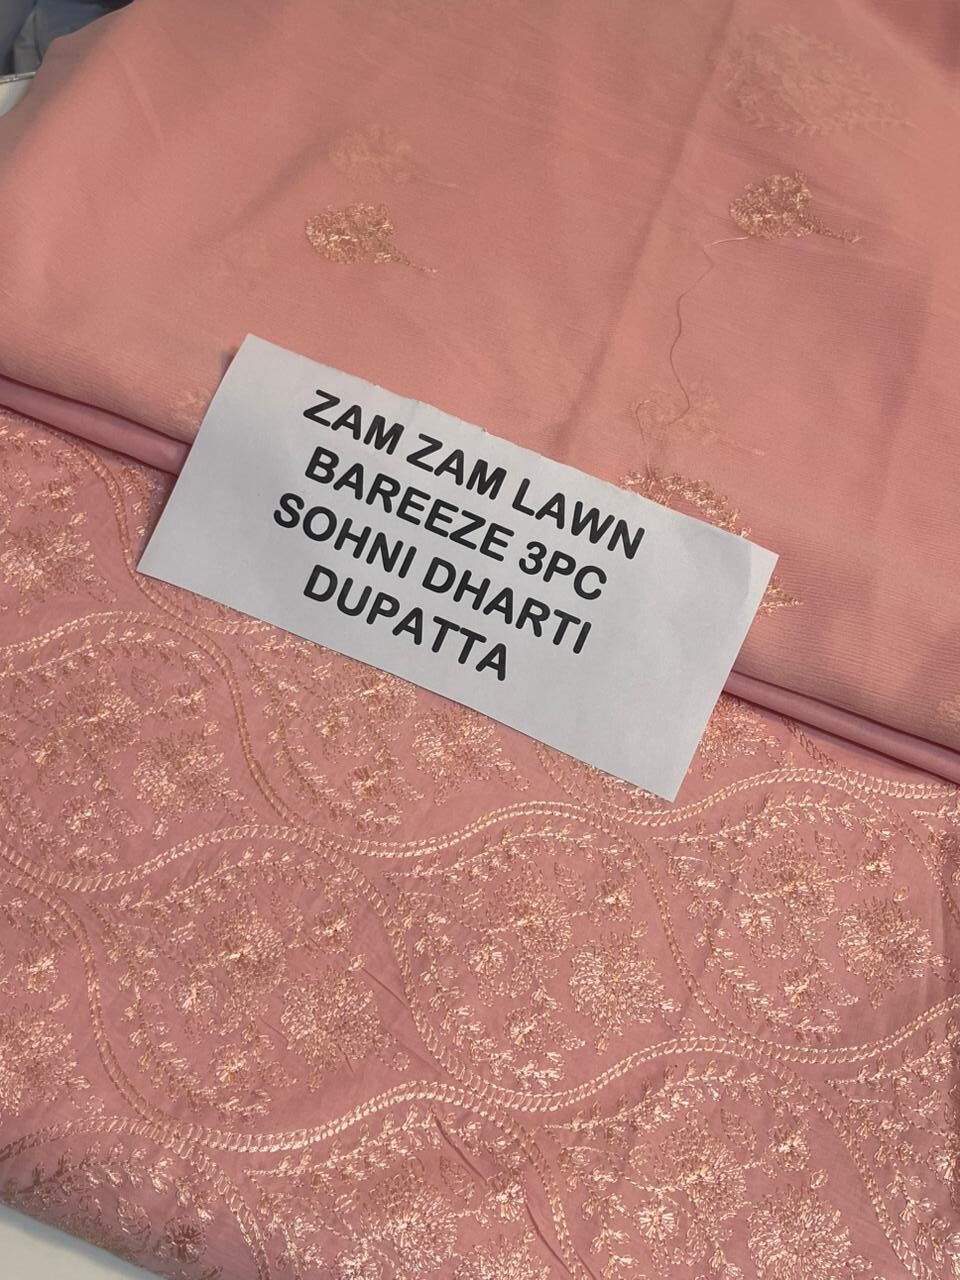 ZAM ZAM LAWN
BAREEZE 3PC
SOHNI DHARTI
DUPATTA